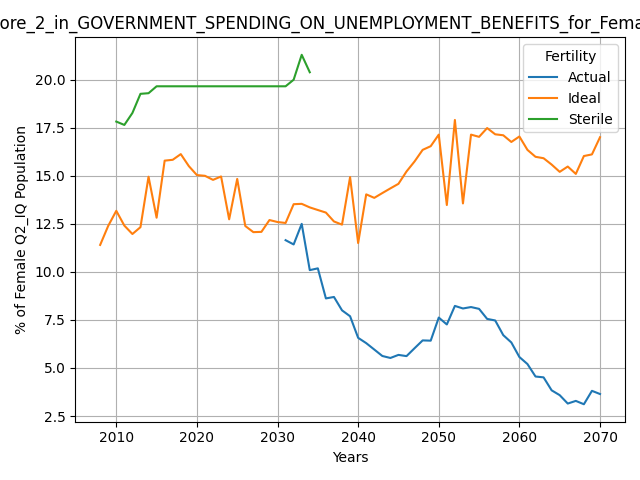 ore_2_in_GOVERNMENT_SPENDING_ON_UNEMPLOYMENT_BENEFITS_for_Fema
Fertility
Actual
Ideal
Sterile
% of Female Q2_IQ Population
20.0
17.5
15.0
12.5
10.0
7.5
5.0
2.5
2010 2020 2030 2040 2050 2060 2070
Years